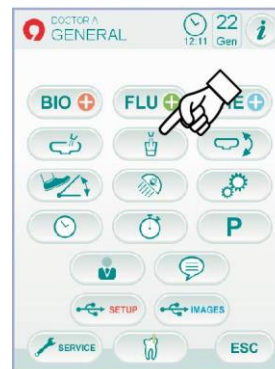 DOCTOR A
GENERAL
12:11
22
Gen
i
BIO
FLU
E
P
SETUP
IMAGES
SERVICE
ESC